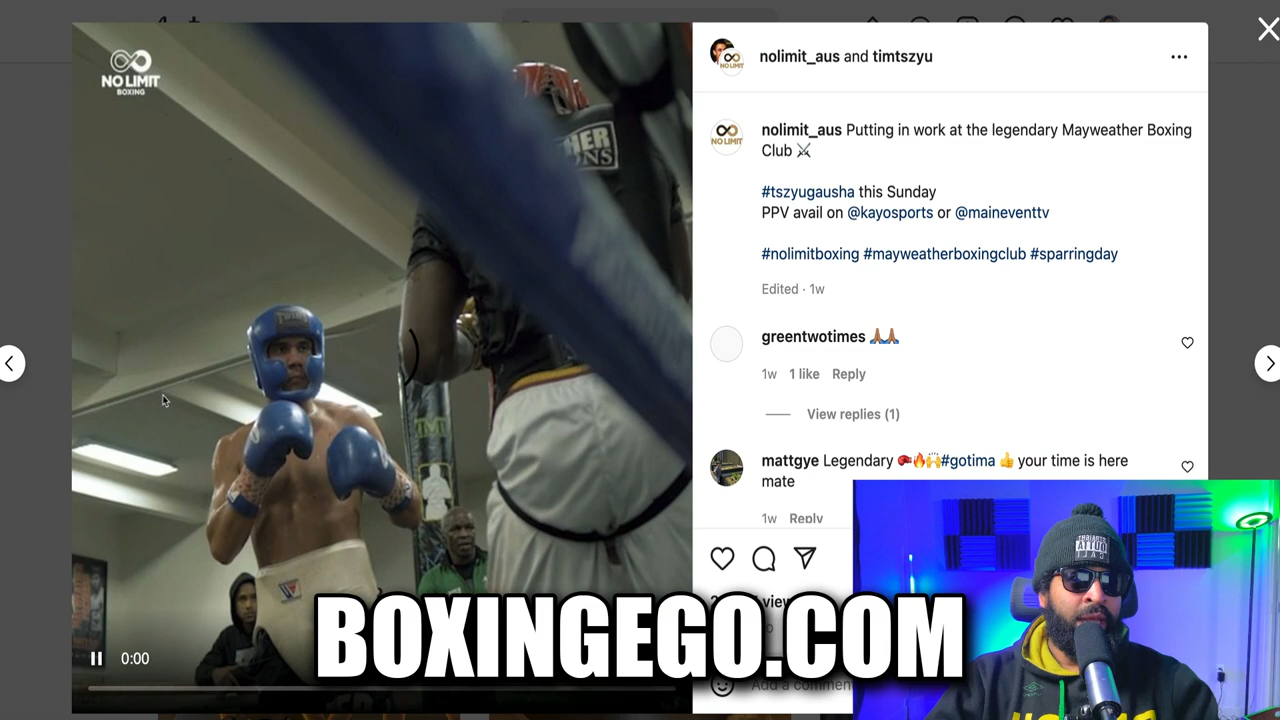 NO LIMIT
BOXING
nolimit_aus and timtszyu
nolimit_aus Putting in work at the legendary Mayweather Boxing
Club ⚔
#tszyugausha this Sunday
PPV avail on @kayosports or @maineventtv
#nolimitboxing #mayweatherboxingclub #sparringday
Edited · 1w
greentwotimes 🙏🏾🙏🏾
1w 1 like Reply
View replies (1)
mattgye Legendary 🥊🔥🙌#gotima 👍 your time is here
mate
1w Reply
BOXINGEGO.COM
0:00
Add a commen